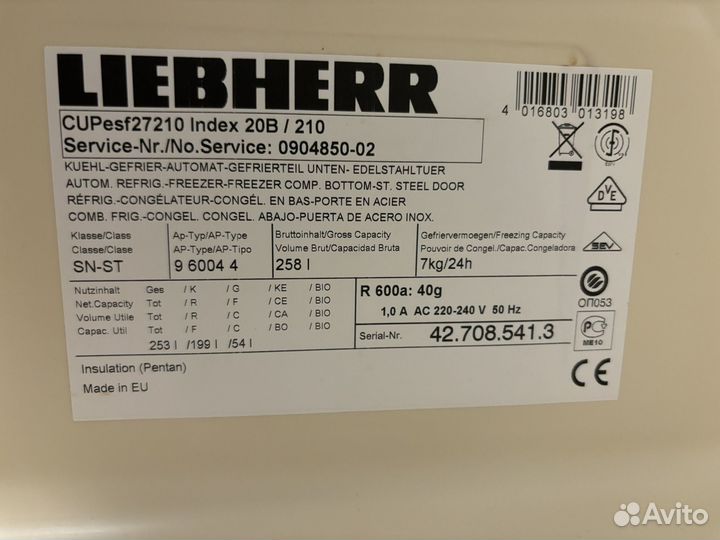 LIEBHERR
4 016803 013198
CUPesf27210 Index 20B / 210
Service-Nr./No.Service: 0904850-02
KUEHL-GEFRIER-AUTOMAT-GEFRIERTEIL UNTEN- EDELSTAHLTUER
AUTOM. REFRIG.-FREEZER-FREEZER COMP. BOTTOM-ST. STEEL DOOR
RÉFRIG.-CONGÉLATEUR-CONGÉL. EN BAS-PORTE EN ACIER
COMB. FRIG.-CONGEL. CONGEL. ABAJO-PUERTA DE ACERO INOX.
DVE
Klasse/Class Ap-Typ/AP-Type Bruttoinhalt/Gross Capacity Gefriervermoegen/Freezing Capacity
Classe/Clase AP-Type/AP-Tipo Volume Brut/Capacidad Bruta Pouvoir de Congel./Capac.Congeladora
SN-ST 9 6004 4 258 l 7kg/24h
SEV
Nutzinhalt Ges / K / G / KE / BIO
Net.Capacity Tot / R / F / CE / BIO
Volume Utile Tot / R / C / CA / BIO
Capac. Util Tot / F / C / BO / BIO
253 l /199 l /54 l
R 600a: 40g
1,0 A AC 220-240 V 50 Hz
Serial-Nr. 42.708.541.3
ОП053
ME10
CE
Insulation (Pentan)
Made in EU
Avito